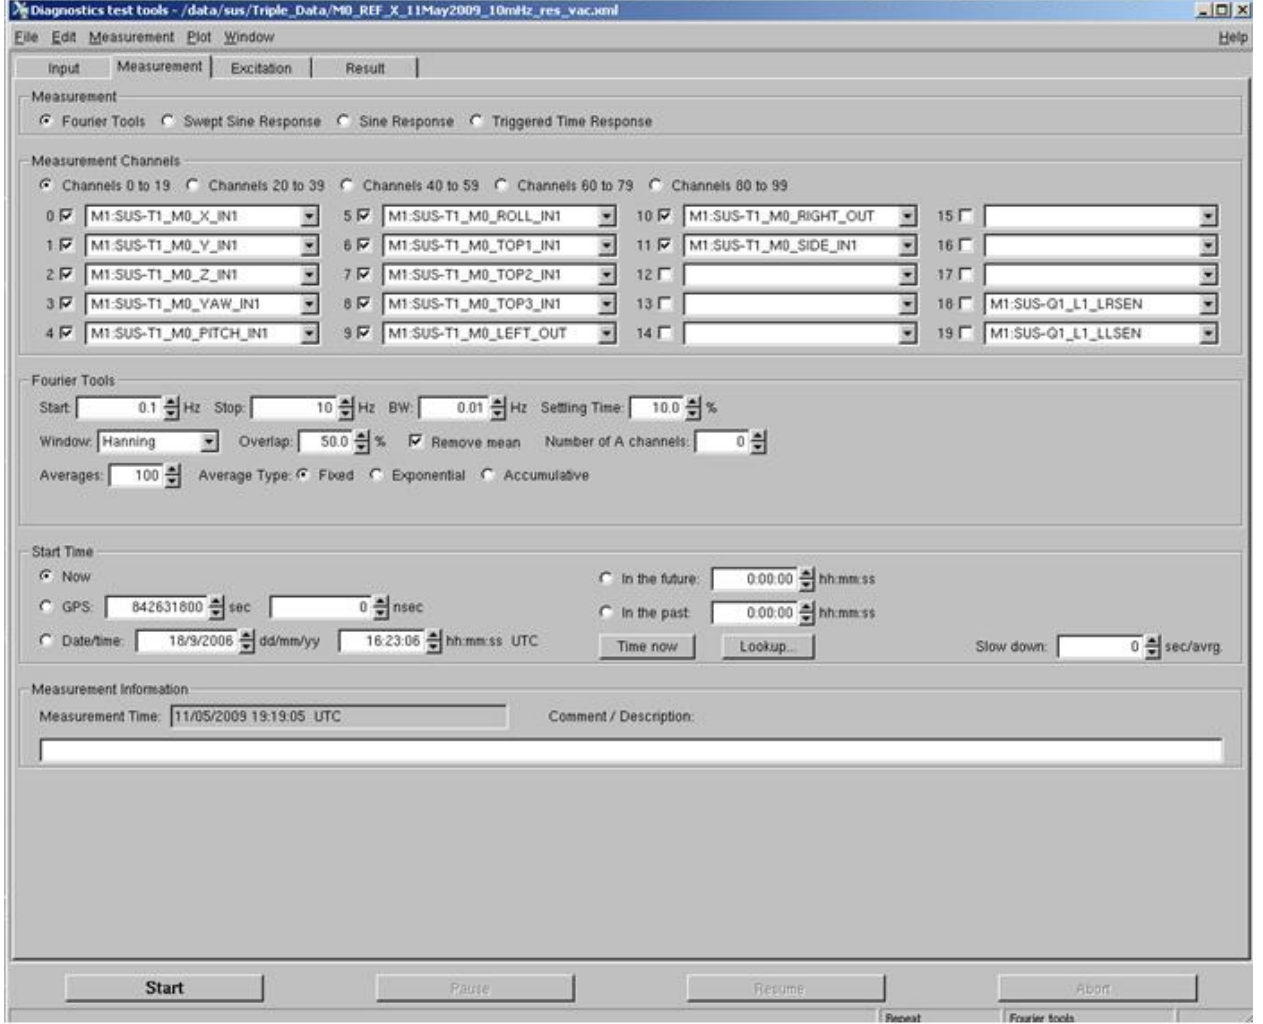 Diagnostics test tools - /data/sus/Triple_Data/M0_REF_X_11May2009_10mHz_res_vac.xml
File Edit Measurement Plot Window Help
Input Measurement Excitation Result
Measurement
Fourier Tools Swept Sine Response Sine Response Triggered Time Response
Measurement Channels
Channels 0 to 19 Channels 20 to 39 Channels 40 to 59 Channels 60 to 79 Channels 80 to 99
0 M1:SUS-T1_M0_X_IN1 5 M1:SUS-T1_M0_ROLL_IN1 10 M1:SUS-T1_M0_RIGHT_OUT 15
1 M1:SUS-T1_M0_Y_IN1 6 M1:SUS-T1_M0_TOP1_IN1 11 M1:SUS-T1_M0_SIDE_IN1 16
2 M1:SUS-T1_M0_Z_IN1 7 M1:SUS-T1_M0_TOP2_IN1 12 17
3 M1:SUS-T1_M0_YAW_IN1 8 M1:SUS-T1_M0_TOP3_IN1 13 18 M1:SUS-Q1_L1_LRSEN
4 M1:SUS-T1_M0_PITCH_IN1 9 M1:SUS-T1_M0_LEFT_OUT 14 19 M1:SUS-Q1_L1_LLSEN
Fourier Tools
Start: 0.1 Hz Stop: 10 Hz BW: 0.01 Hz Settling Time: 10.0 %
Window: Hanning Overlap: 50.0 % Remove mean Number of A channels: 0
Averages: 100 Average Type: Fixed Exponential Accumulative
Start Time
Now In the future: 0:00:00 hh:mm:ss
GPS: 842631800 sec 0 nsec In the past: 0:00:00 hh:mm:ss
Date/time: 18/9/2006 dd/mm/yy 16:23:06 hh:mm:ss UTC Time now Lookup... Slow down: 0 sec/avrg.
Measurement Information
Measurement Time: 11/05/2009 19:19:05 UTC Comment / Description:
Start Pause Resume Abort
Repeat Fourier tools